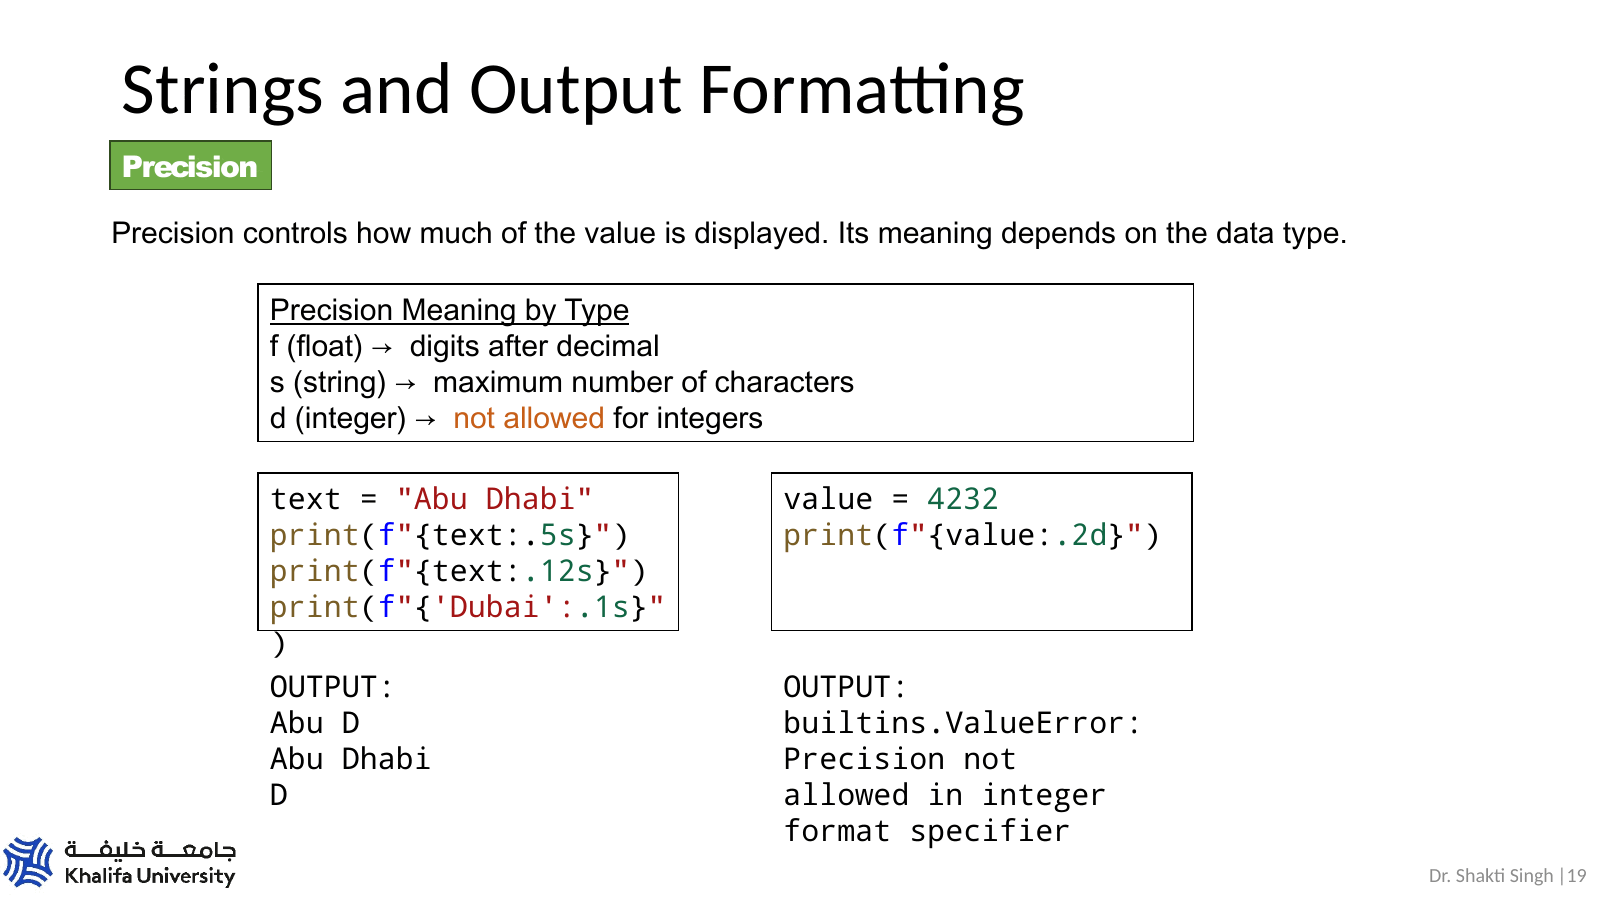 Strings and Output Formatting
Precision
Precision controls how much of the value is displayed. Its meaning depends on the data type.
Precision Meaning by Type
f (float) → digits after decimal
s (string) → maximum number of characters
d (integer) → not allowed for integers
text = "Abu Dhabi"
print(f"{text:.5s}")
print(f"{text:.12s}")
print(f"{'Dubai':.1s}"
)
OUTPUT:
Abu D
Abu Dhabi
D
value = 4232
print(f"{value:.2d}")
OUTPUT:
builtins.ValueError:
Precision not
allowed in integer
format specifier
جامعة خليفة
Khalifa University
Dr. Shakti Singh |19